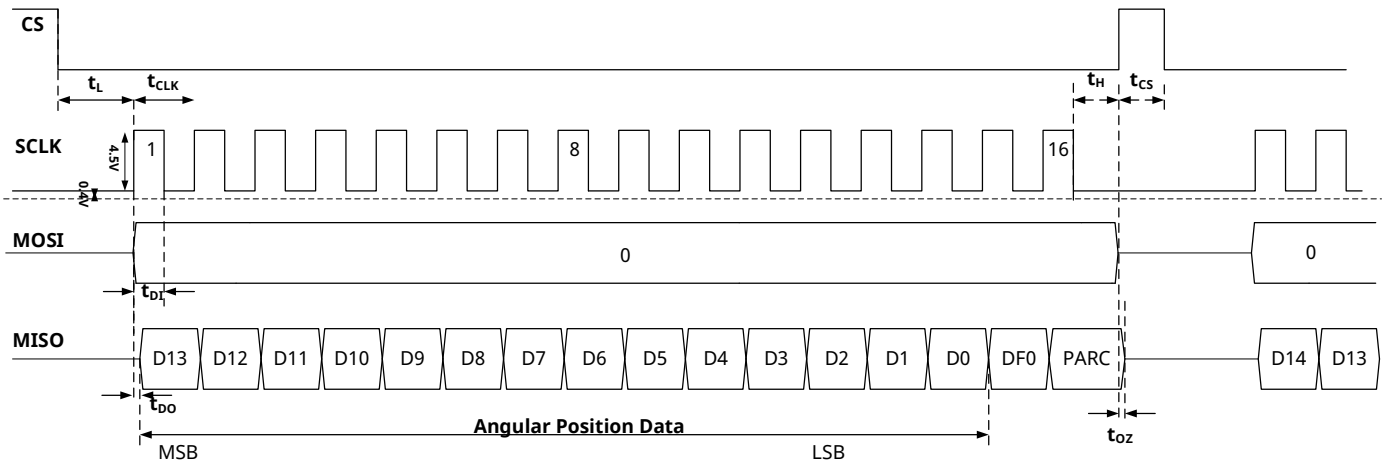 CS
tL
tCLK
tH
tCS
SCLK
4.5V
1
8
16
0.4V
MOSI
0
0
tDI
MISO
D13
D12
D11
D10
D9
D8
D7
D6
D5
D4
D3
D2
D1
D0
DF0
PARC
D14
D13
tDO
Angular Position Data
tOZ
MSB
LSB